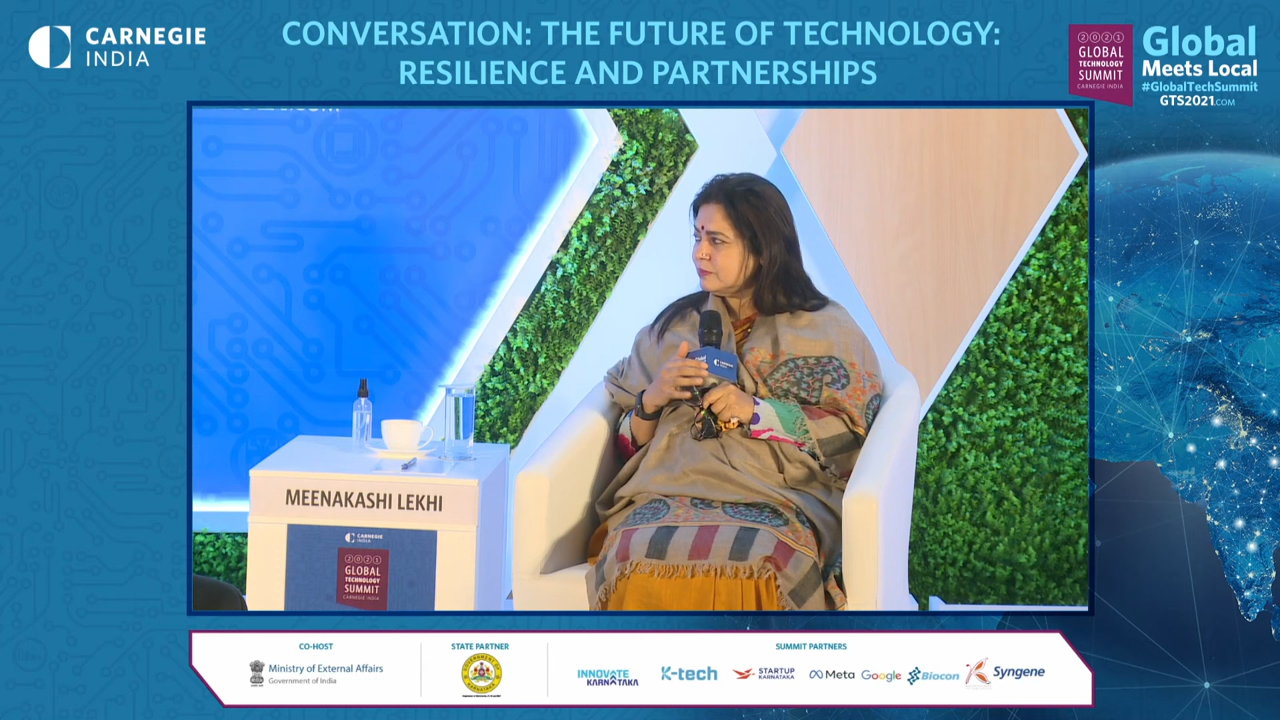 CARNEGIE
INDIA
CONVERSATION: THE FUTURE OF TECHNOLOGY:
RESILIENCE AND PARTNERSHIPS
2021
GLOBAL
TECHNOLOGY
SUMMIT
CARNEGIE INDIA
Global
Meets Local
#GlobalTechSummit
GTS2021.COM
CARNEGIE
INDIA
MEENAKASHI LEKHI
CARNEGIE
INDIA
2021
GLOBAL
TECHNOLOGY
SUMMIT
CARNEGIE INDIA
CO-HOST
Ministry of External Affairs
Government of India
STATE PARTNER
SUMMIT PARTNERS
INNOVATE
KARNATAKA
K-tech
STARTUP
KARNATAKA
Meta
Google
Biocon
Syngene